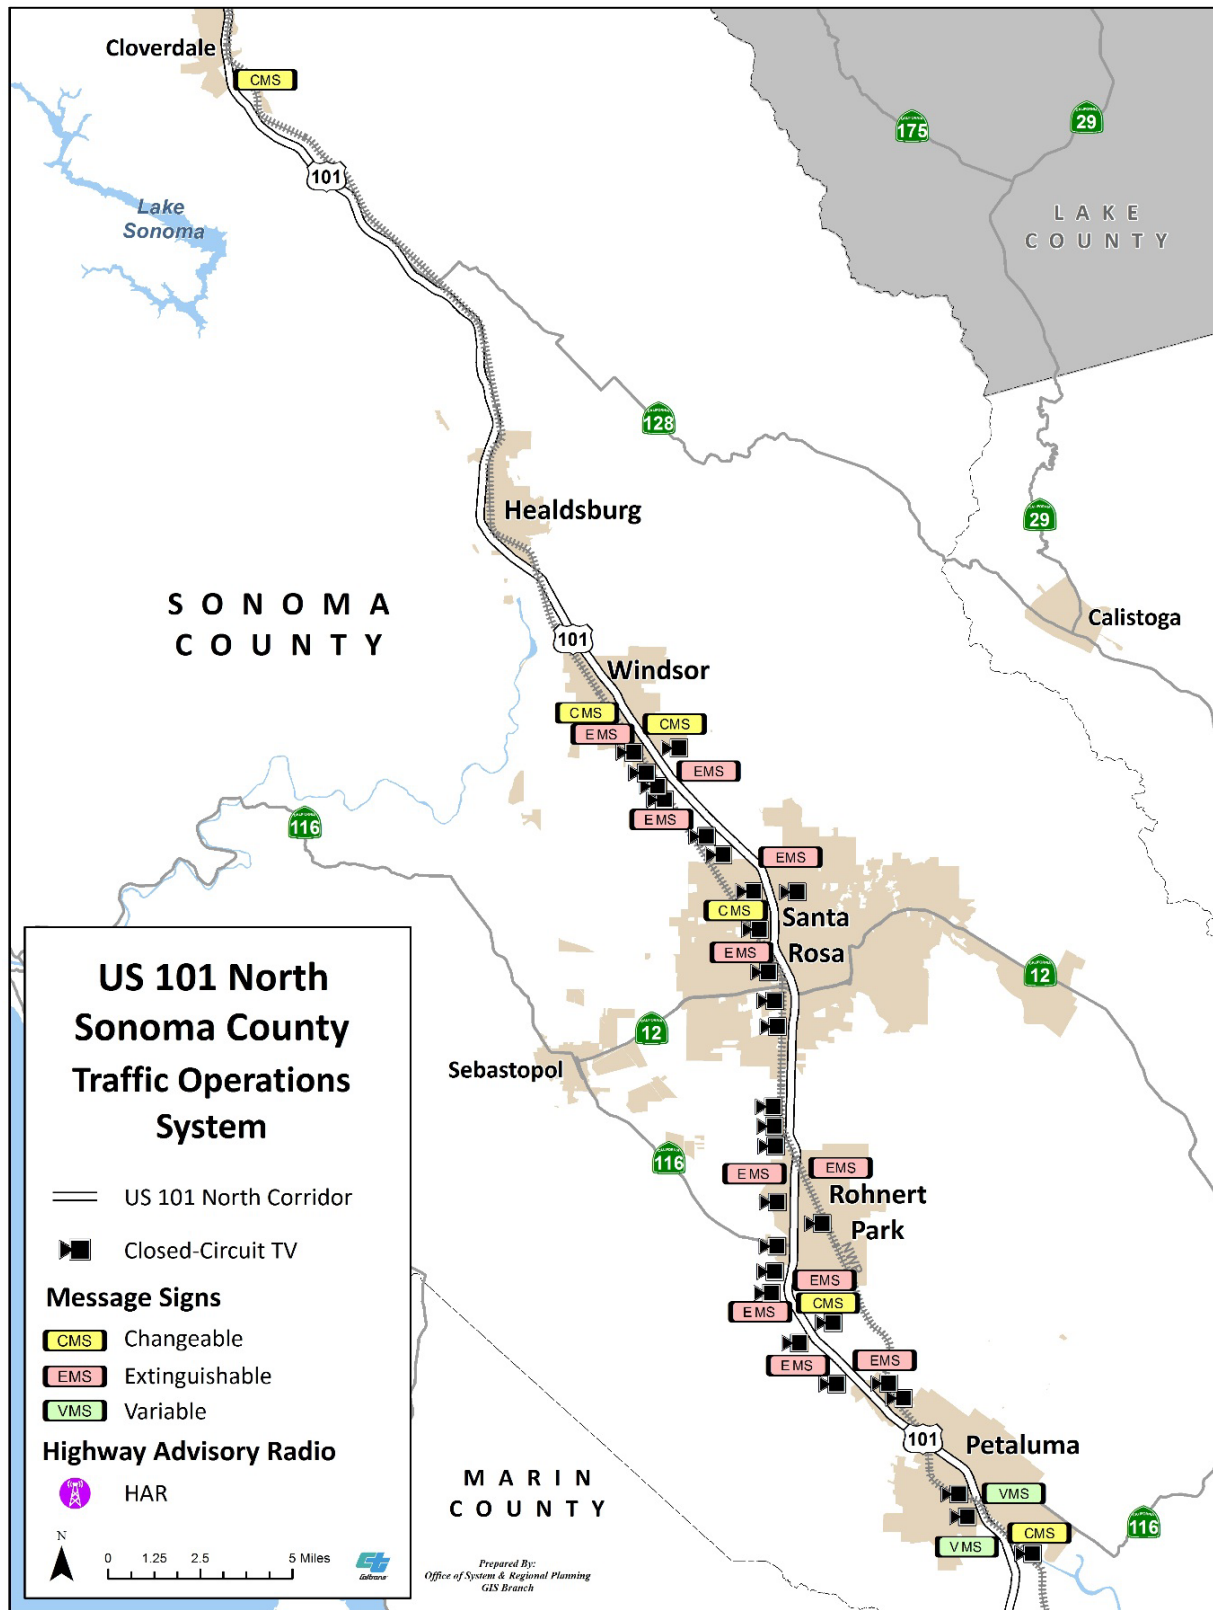 Cloverdale
CMS
101
175
29
LAKE
COUNTY
Lake
Sonoma
128
Healdsburg
29
SONOMA
COUNTY
Calistoga
101
Windsor
CMS
CMS
EMS
EMS
116
EMS
EMS
CMS
Santa
Rosa
EMS
12
12
Sebastopol
116
EMS
EMS
Rohnert
Park
NWP
EMS
CMS
EMS
EMS
EMS
101
Petaluma
VMS
116
CMS
VMS
MARIN
COUNTY
US 101 North
Sonoma County
Traffic Operations
System
US 101 North Corridor
Closed-Circuit TV
Message Signs
CMS Changeable
EMS Extinguishable
VMS Variable
Highway Advisory Radio
HAR
N
0 1.25 2.5 5 Miles
Caltrans
Prepared By:
Office of System & Regional Planning
GIS Branch